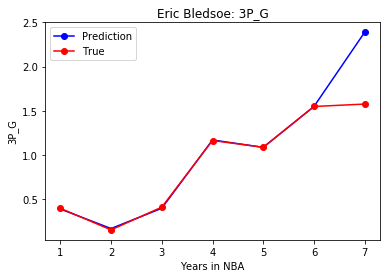 Eric Bledsoe: 3P_G
Prediction
True
3P_G
2.5
2.0
1.5
1.0
0.5
1 2 3 4 5 6 7
Years in NBA